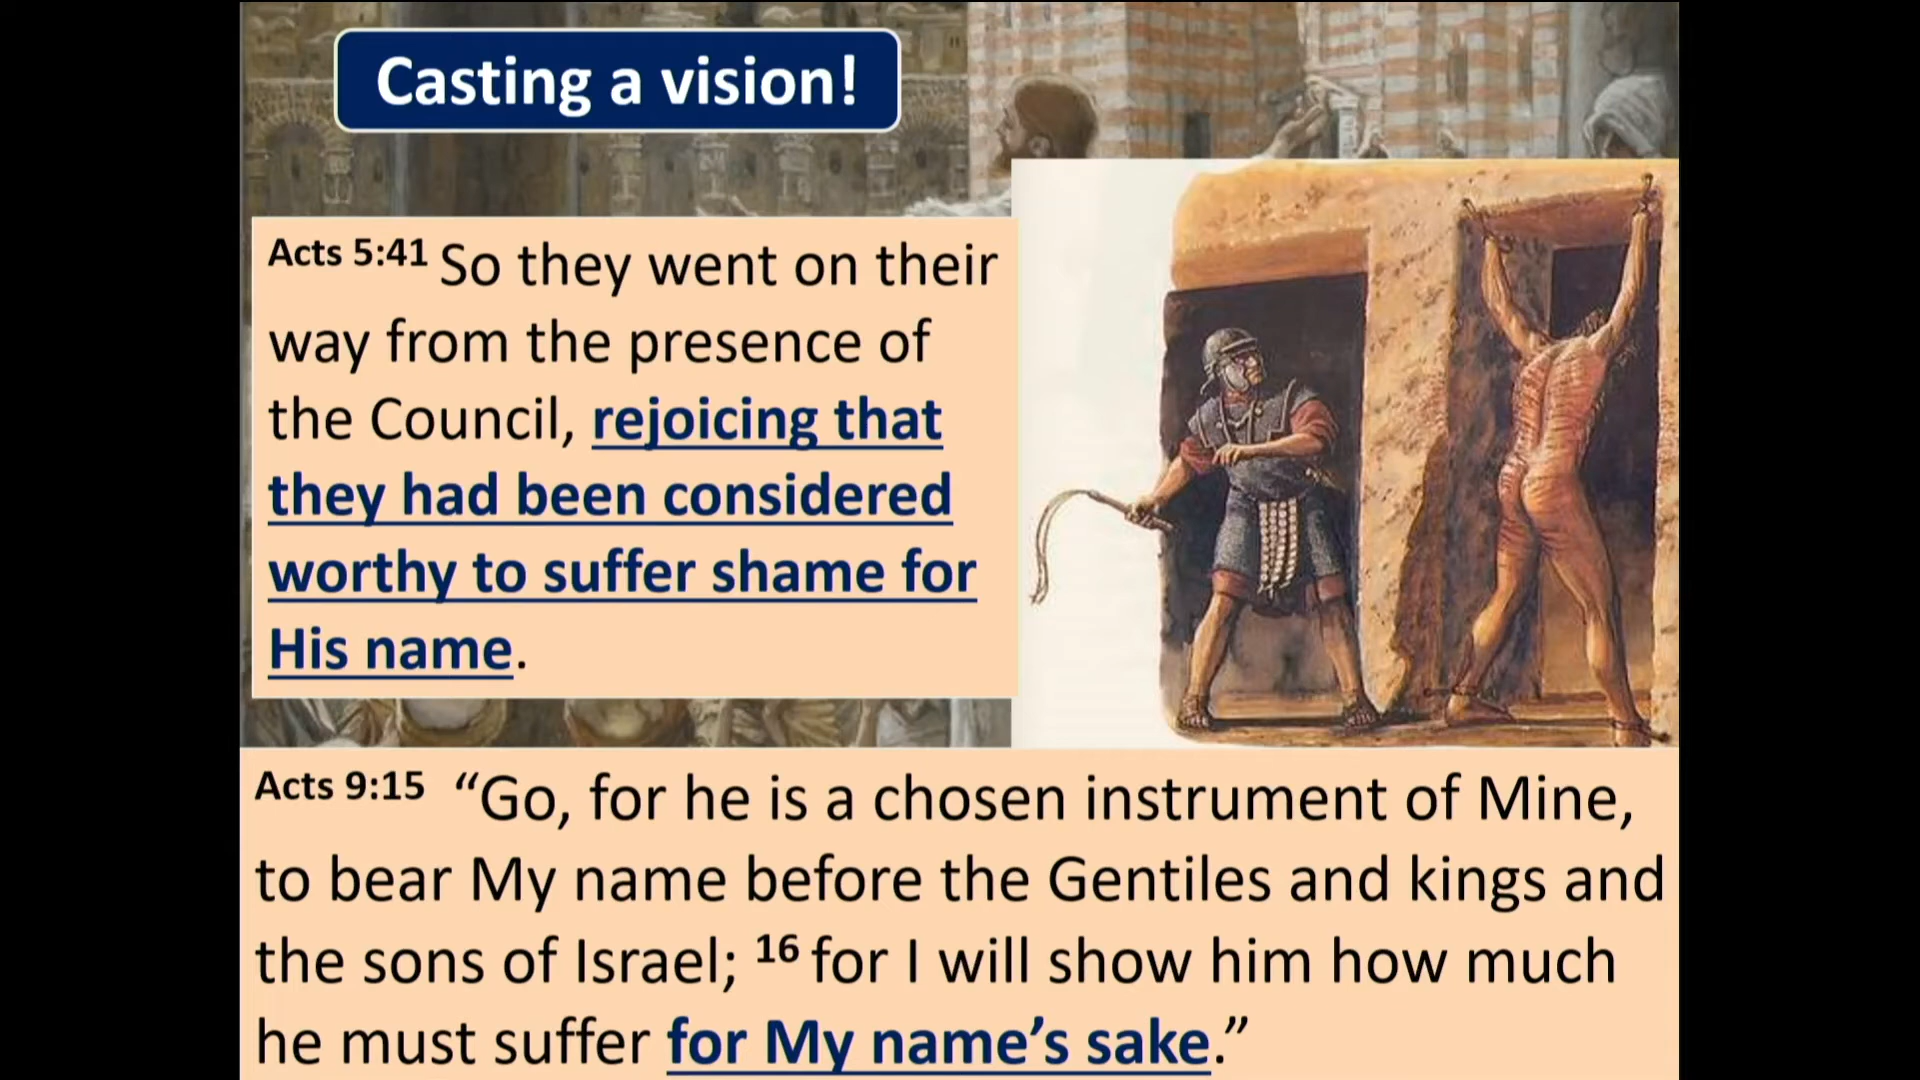 Casting a vision!
Acts 5:41 So they went on their
way from the presence of
the Council, rejoicing that
they had been considered
worthy to suffer shame for
His name.
Acts 9:15 “Go, for he is a chosen instrument of Mine,
to bear My name before the Gentiles and kings and
the sons of Israel; 16 for I will show him how much
he must suffer for My name’s sake.”